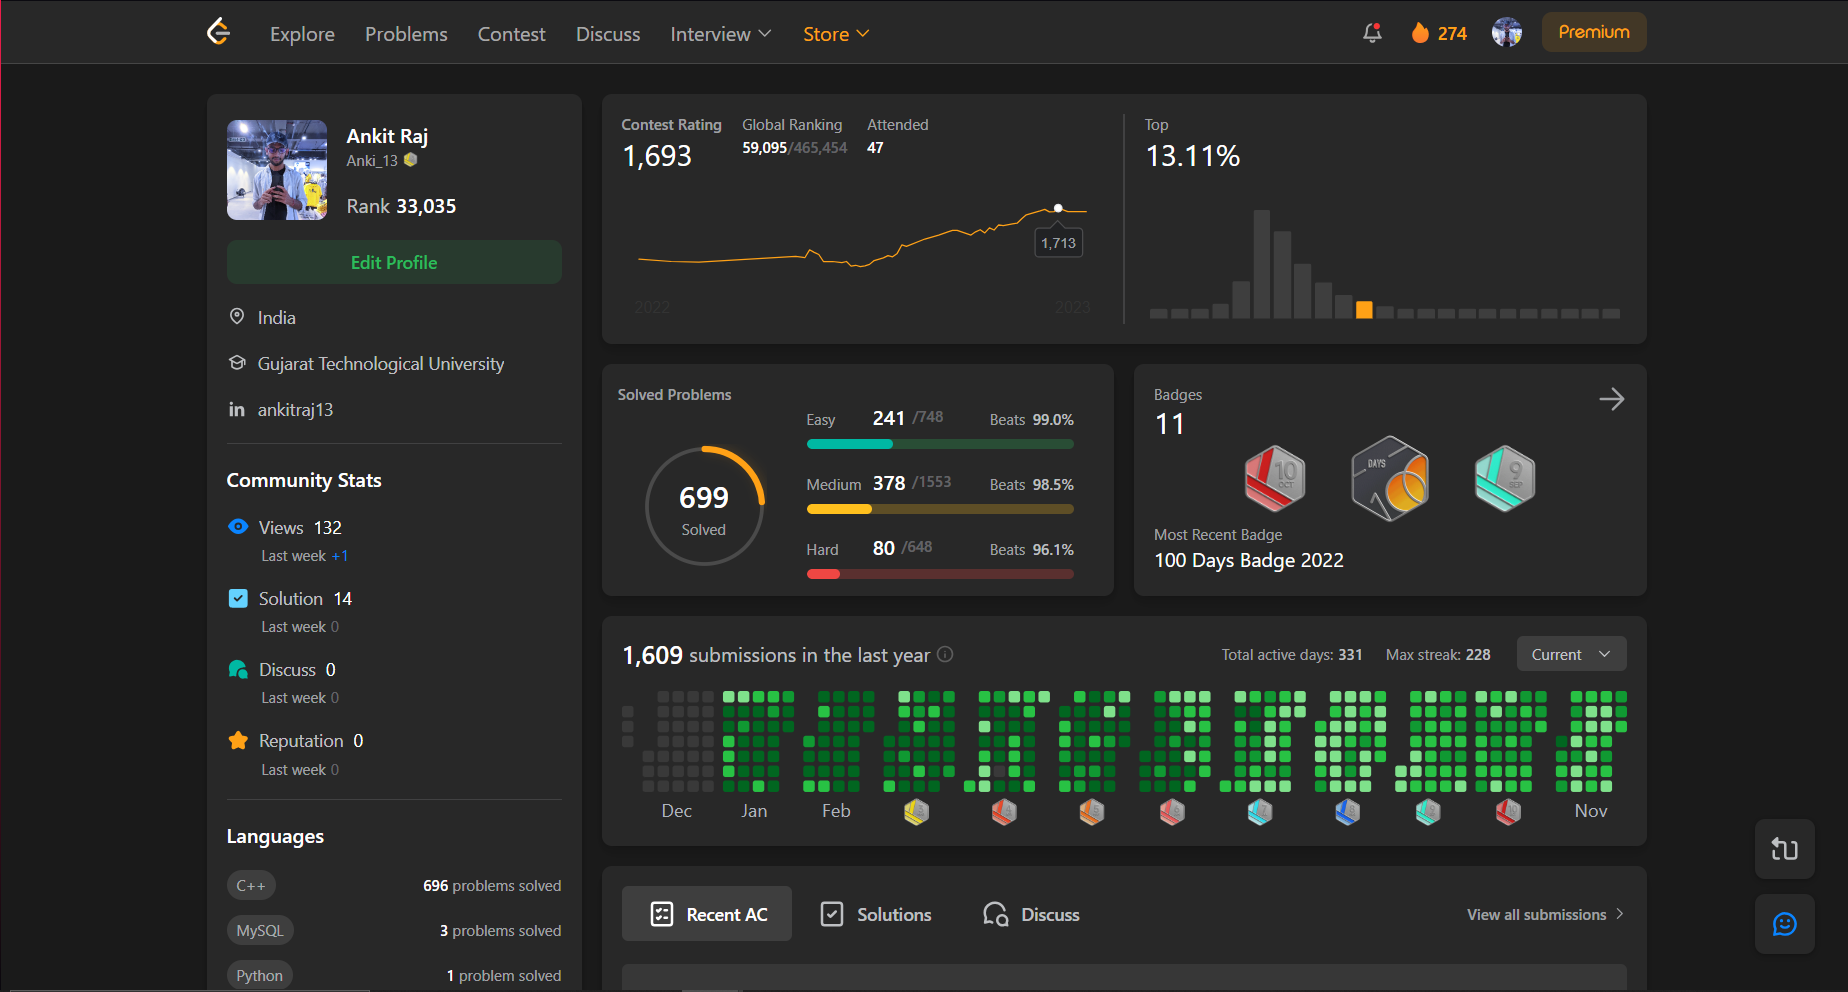 Explore Problems Contest Discuss Interview Store 274 Premium
Ankit Raj
Anki_13
Rank 33,035
Edit Profile
India
Gujarat Technological University
in ankitraj13
Community Stats
Views 132
Last week +1
Solution 14
Last week 0
Discuss 0
Last week 0
Reputation 0
Last week 0
Languages
C++ 696 problems solved
MySQL 3 problems solved
Python 1 problem solved
Contest Rating Global Ranking Attended
1,693 59,095/465,454 47
1,713
2022 2023
Top
13.11%
Solved Problems
699
Solved
Easy 241 /748 Beats 99.0%
Medium 378 /1553 Beats 98.5%
Hard 80 /648 Beats 96.1%
Badges
11
10
OCT
DAYS
9
SEP
Most Recent Badge
100 Days Badge 2022
1,609 submissions in the last year Total active days: 331 Max streak: 228 Current
Dec Jan Feb Nov
Recent AC Solutions Discuss View all submissions